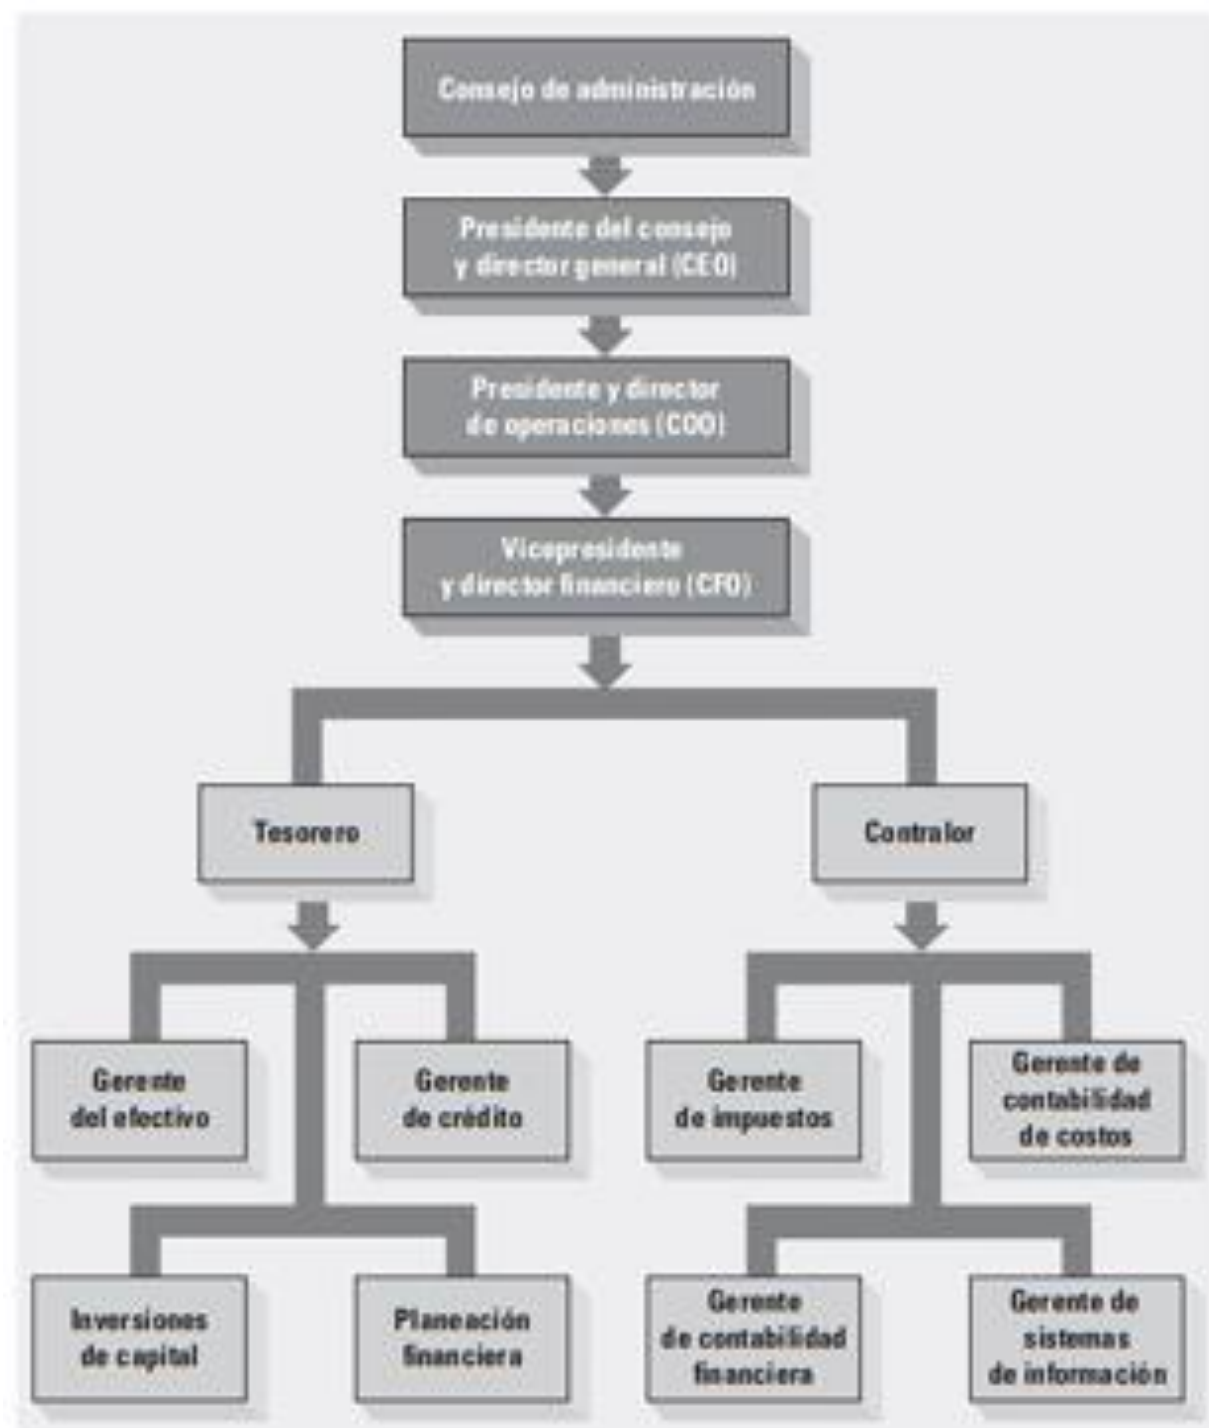 Consejo de administración
Presidente del consejo
y director general (CEO)
Presidente y director
de operaciones (COO)
Vicepresidente
y director financiero (CFO)
Tesorero
Contralor
Gerente
del efectivo
Gerente
de crédito
Gerente
de impuestos
Gerente de
contabilidad
de costos
Inversiones
de capital
Planeación
financiera
Gerente
de contabilidad
financiera
Gerente de
sistemas
de información